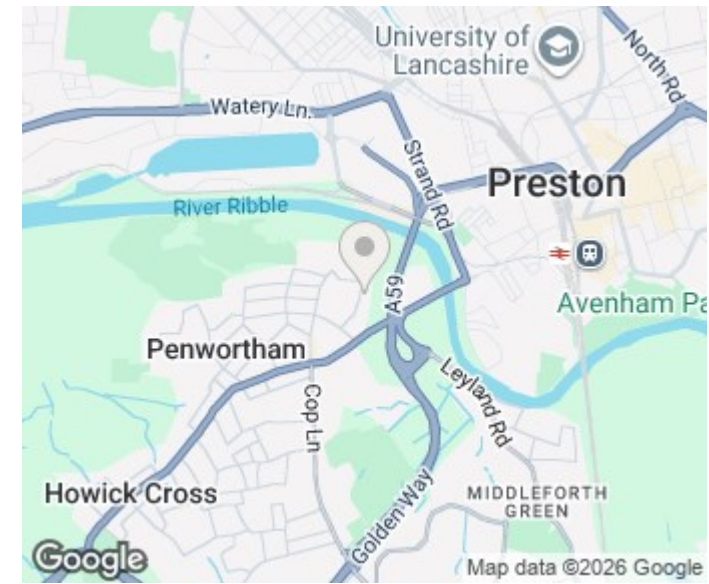 University of
Lancashire
North Rd
Watery Ln.
Strand Rd
Preston
River Ribble
A59
Avenham Pa
Penwortham
Cop Ln
Leyland Rd
Howick Cross
Golden Way
MIDDLEFORTH
GREEN
Google
Map data ©2026 Google